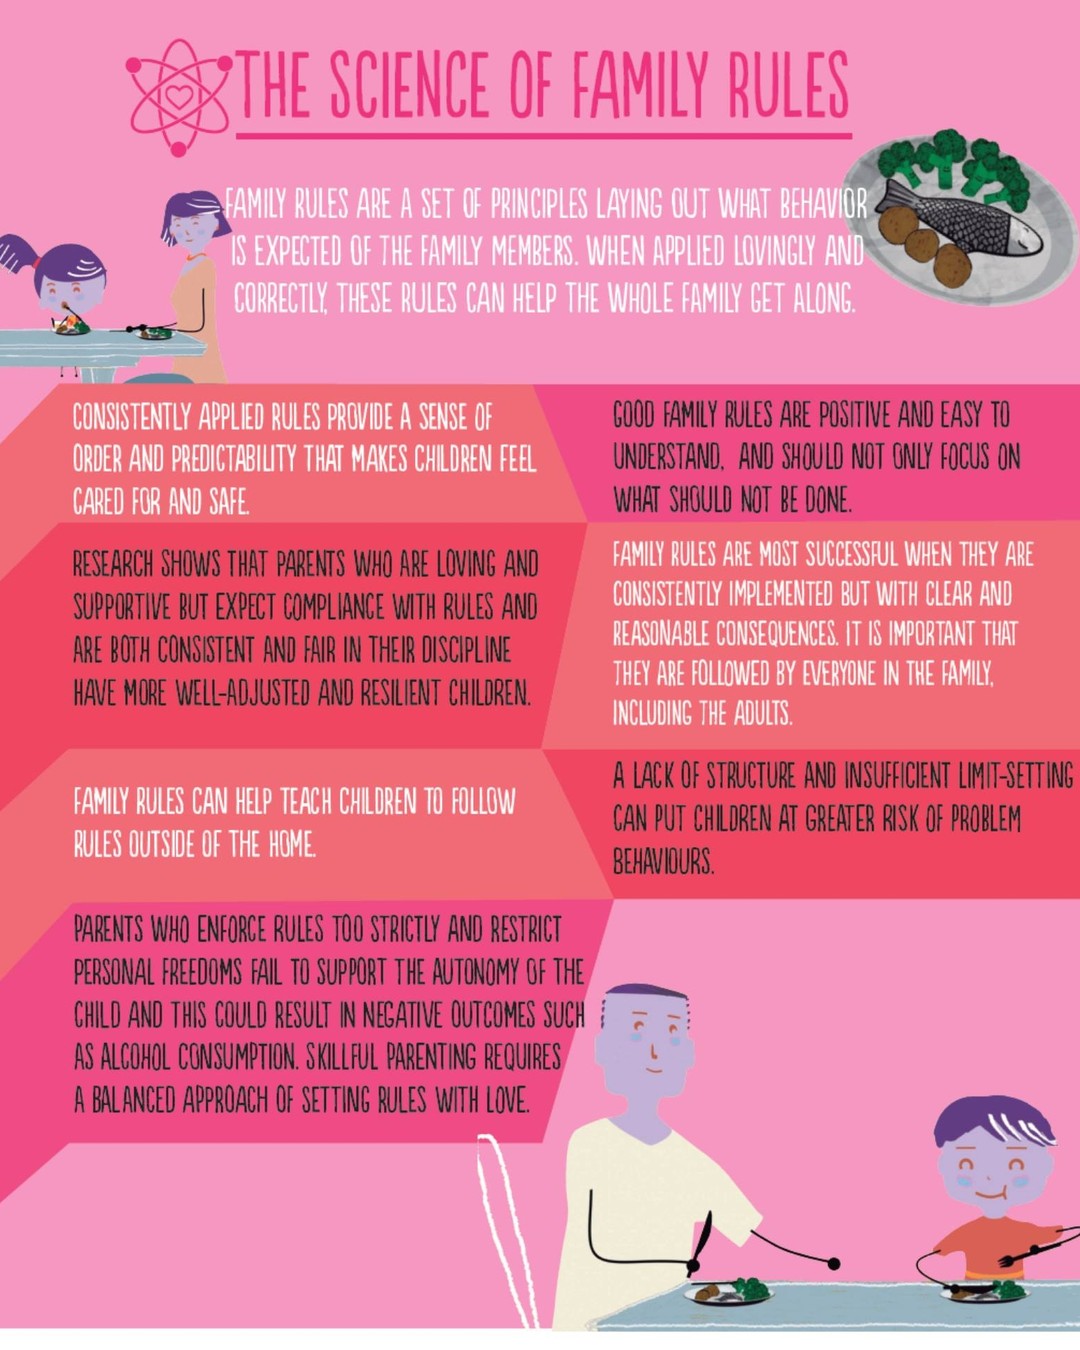 THE SCIENCE OF FAMILY RULES
FAMILY RULES ARE A SET OF PRINCIPLES LAYING OUT WHAT BEHAVIOR
IS EXPECTED OF THE FAMILY MEMBERS. WHEN APPLIED LOVINGLY AND
CORRECTLY, THESE RULES CAN HELP THE WHOLE FAMILY GET ALONG.
CONSISTENTLY APPLIED RULES PROVIDE A SENSE OF
ORDER AND PREDICTABILITY THAT MAKES CHILDREN FEEL
CARED FOR AND SAFE.
GOOD FAMILY RULES ARE POSITIVE AND EASY TO
UNDERSTAND, AND SHOULD NOT ONLY FOCUS ON
WHAT SHOULD NOT BE DONE.
RESEARCH SHOWS THAT PARENTS WHO ARE LOVING AND
SUPPORTIVE BUT EXPECT COMPLIANCE WITH RULES AND
ARE BOTH CONSISTENT AND FAIR IN THEIR DISCIPLINE
HAVE MORE WELL-ADJUSTED AND RESILIENT CHILDREN.
FAMILY RULES ARE MOST SUCCESSFUL WHEN THEY ARE
CONSISTENTLY IMPLEMENTED BUT WITH CLEAR AND
REASONABLE CONSEQUENCES. IT IS IMPORTANT THAT
THEY ARE FOLLOWED BY EVERYONE IN THE FAMILY,
INCLUDING THE ADULTS.
FAMILY RULES CAN HELP TEACH CHILDREN TO FOLLOW
RULES OUTSIDE OF THE HOME.
A LACK OF STRUCTURE AND INSUFFICIENT LIMIT-SETTING
CAN PUT CHILDREN AT GREATER RISK OF PROBLEM
BEHAVIOURS.
PARENTS WHO ENFORCE RULES TOO STRICTLY AND RESTRICT
PERSONAL FREEDOMS FAIL TO SUPPORT THE AUTONOMY OF THE
CHILD AND THIS COULD RESULT IN NEGATIVE OUTCOMES SUCH
AS ALCOHOL CONSUMPTION. SKILLFUL PARENTING REQUIRES
A BALANCED APPROACH OF SETTING RULES WITH LOVE.